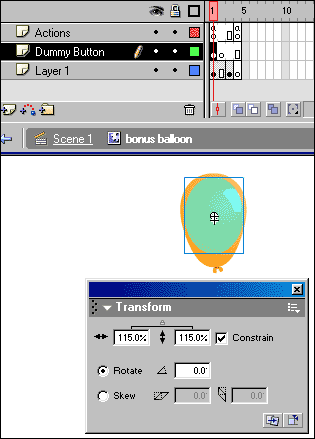 1 5 10
Actions
Dummy Button
Layer 1
Scene 1 bonus balloon
Transform
115.0% 115.0% Constrain
Rotate 0.0°
Skew 0.0° 0.0°